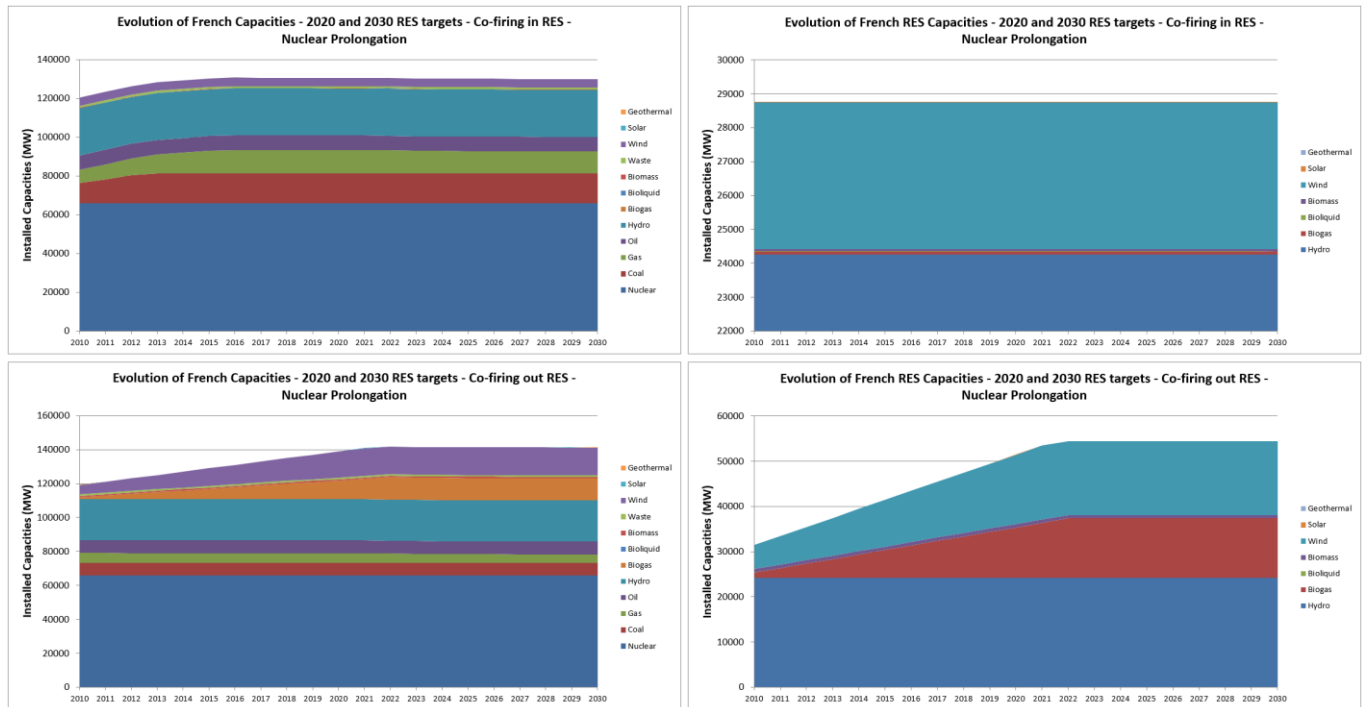 Evolution of French Capacities - 2020 and 2030 RES targets - Co-firing in RES -
Nuclear Prolongation
Installed Capacities (MW)
140000
120000
100000
80000
60000
40000
20000
0
2010 2011 2012 2013 2014 2015 2016 2017 2018 2019 2020 2021 2022 2023 2024 2025 2026 2027 2028 2029 2030
Geothermal
Solar
Wind
Waste
Biomass
Bioliquid
Biogas
Hydro
Oil
Gas
Coal
Nuclear
Evolution of French RES Capacities - 2020 and 2030 RES targets - Co-firing in RES -
Nuclear Prolongation
Installed Capacities (MW)
30000
29000
28000
27000
26000
25000
24000
23000
22000
2010 2011 2012 2013 2014 2015 2016 2017 2018 2019 2020 2021 2022 2023 2024 2025 2026 2027 2028 2029 2030
Geothermal
Solar
Wind
Biomass
Bioliquid
Biogas
Hydro
Evolution of French Capacities - 2020 and 2030 RES targets - Co-firing out RES -
Nuclear Prolongation
Installed Capacities (MW)
160000
140000
120000
100000
80000
60000
40000
20000
0
2010 2011 2012 2013 2014 2015 2016 2017 2018 2019 2020 2021 2022 2023 2024 2025 2026 2027 2028 2029 2030
Geothermal
Solar
Wind
Waste
Biomass
Bioliquid
Biogas
Hydro
Oil
Gas
Coal
Nuclear
Evolution of French RES Capacities - 2020 and 2030 RES targets - Co-firing out RES -
Nuclear Prolongation
Installed Capacities (MW)
60000
50000
40000
30000
20000
10000
0
2010 2011 2012 2013 2014 2015 2016 2017 2018 2019 2020 2021 2022 2023 2024 2025 2026 2027 2028 2029 2030
Geothermal
Solar
Wind
Biomass
Bioliquid
Biogas
Hydro